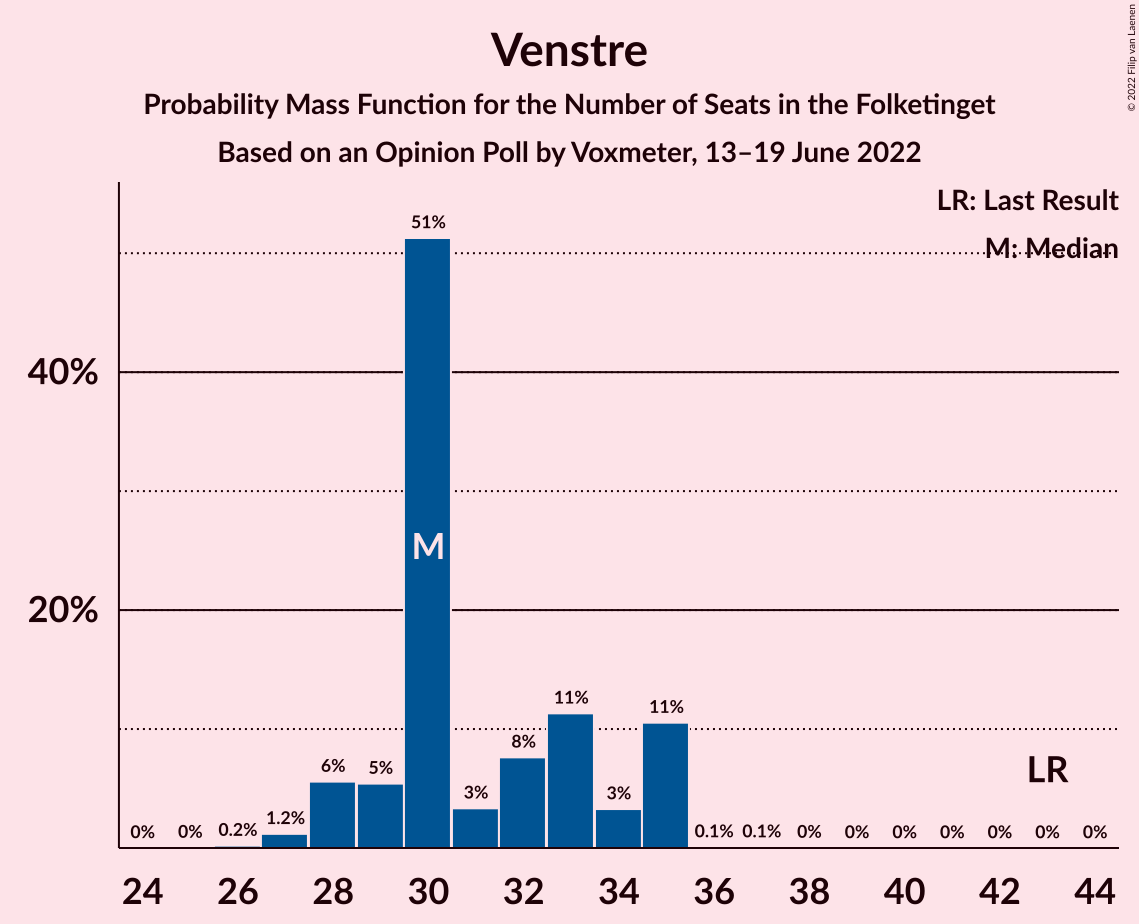 © 2022 Filip van Laenen
Venstre
Probability Mass Function for the Number of Seats in the Folketinget
Based on an Opinion Poll by Voxmeter, 13–19 June 2022
LR: Last Result
M: Median
51%
40%
M
20%
11%
11%
8%
6%
5%
3%
3%
LR
0%
0%
0.2%
1.2%
0.1%
0.1%
0%
0%
0%
0%
0%
0%
0%
24 26 28 30 32 34 36 38 40 42 44